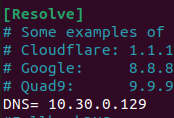 [Resolve]
# Some examples of
# Cloudflare: 1.1.1
# Google:     8.8.8
# Quad9:      9.9.9
DNS= 10.30.0.129